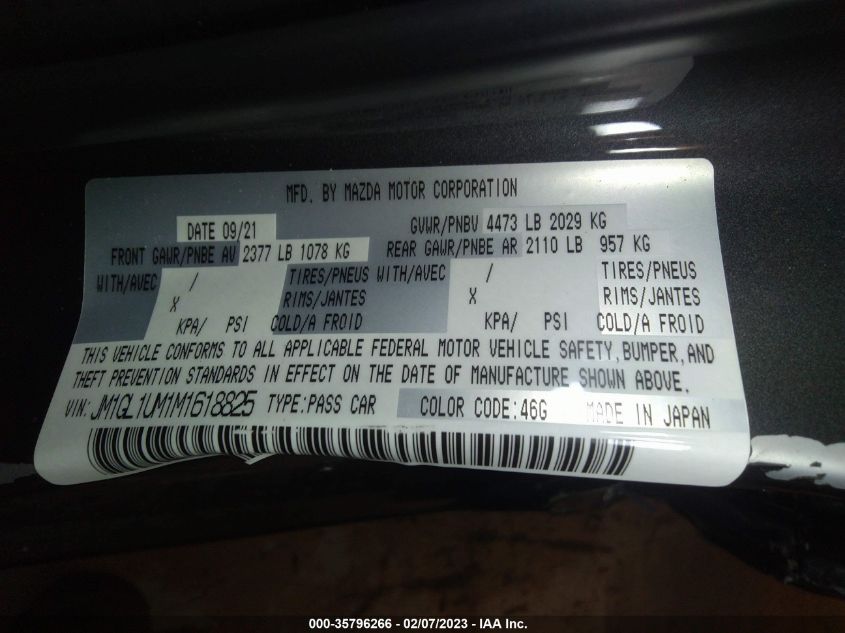 MFD. BY MAZDA MOTOR CORPORATION
DATE 09/21 GVWR/PNBV 4473 LB 2029 KG
FRONT GAWR/PNBE AV 2377 LB 1078 KG REAR GAWR/PNBE AR 2110 LB 957 KG
WITH/AVEC / TIRES/PNEUS WITH/AVEC / TIRES/PNEUS
X RIMS/JANTES X RIMS/JANTES
KPA/ PSI COLD/A FROID KPA/ PSI COLD/A FROID
THIS VEHICLE CONFORMS TO ALL APPLICABLE FEDERAL MOTOR VEHICLE SAFETY, BUMPER, AND
THEFT PREVENTION STANDARDS IN EFFECT ON THE DATE OF MANUFACTURE SHOWN ABOVE.
VIN: JM1GL1UM1M1618825 TYPE: PASS CAR COLOR CODE: 46G MADE IN JAPAN
000-35796266 - 02/07/2023 - IAA Inc.